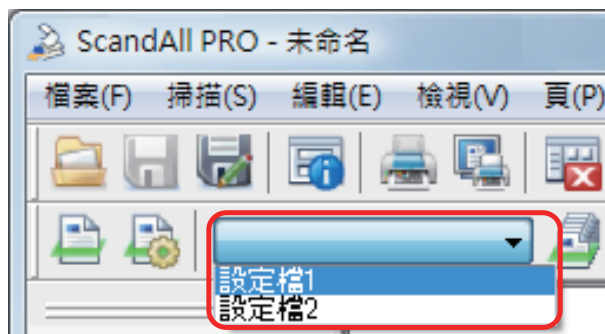 ScandAll PRO - 未命名
檔案(F) 掃描(S) 編輯(E) 檢視(V) 頁(P)
設定檔1
設定檔2